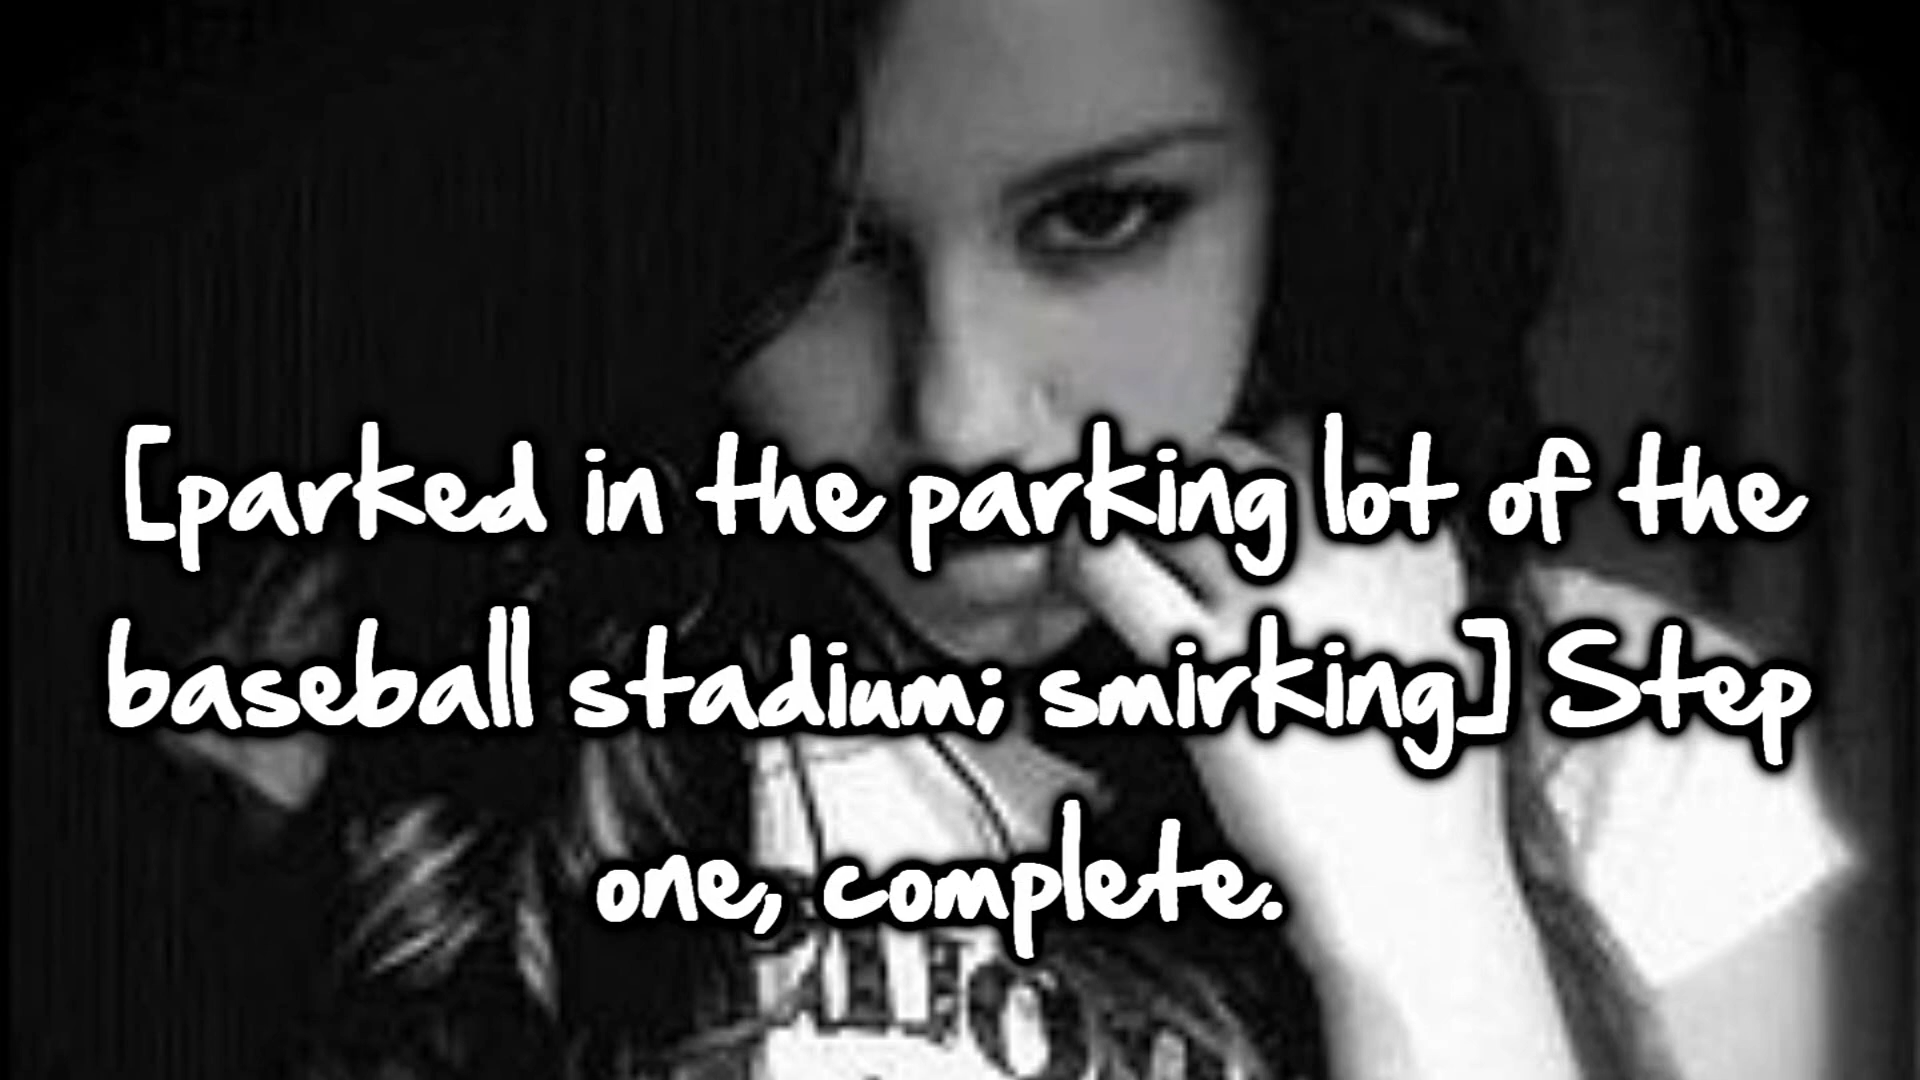 [parked in the parking lot of the
baseball stadium; smirking] Step
one, complete.